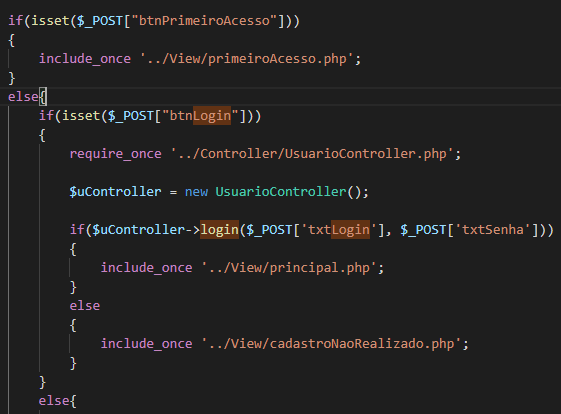 if(isset($_POST["btnPrimeiroAcesso"]))
{
include_once '../View/primeiroAcesso.php';
}
else{
if(isset($_POST["btnLogin"]))
{
require_once '../Controller/UsuarioController.php';
$uController = new UsuarioController();
if($uController->login($_POST['txtLogin'], $_POST['txtSenha']))
{
include_once '../View/principal.php';
}
else
{
include_once '../View/cadastroNaoRealizado.php';
}
}
else{